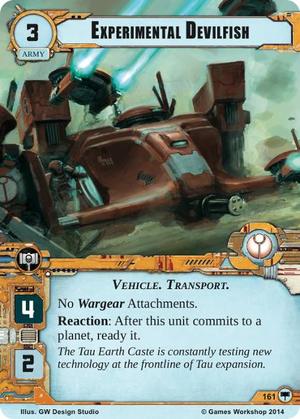 3
ARMY
EXPERIMENTAL DEVILFISH
VEHICLE. TRANSPORT.
No Wargear Attachments.
Reaction: After this unit commits to a
planet, ready it.
The Tau Earth Caste is constantly testing new
technology at the frontline of Tau expansion.
4
2
161
Illus. GW Design Studio
© Games Workshop 2014